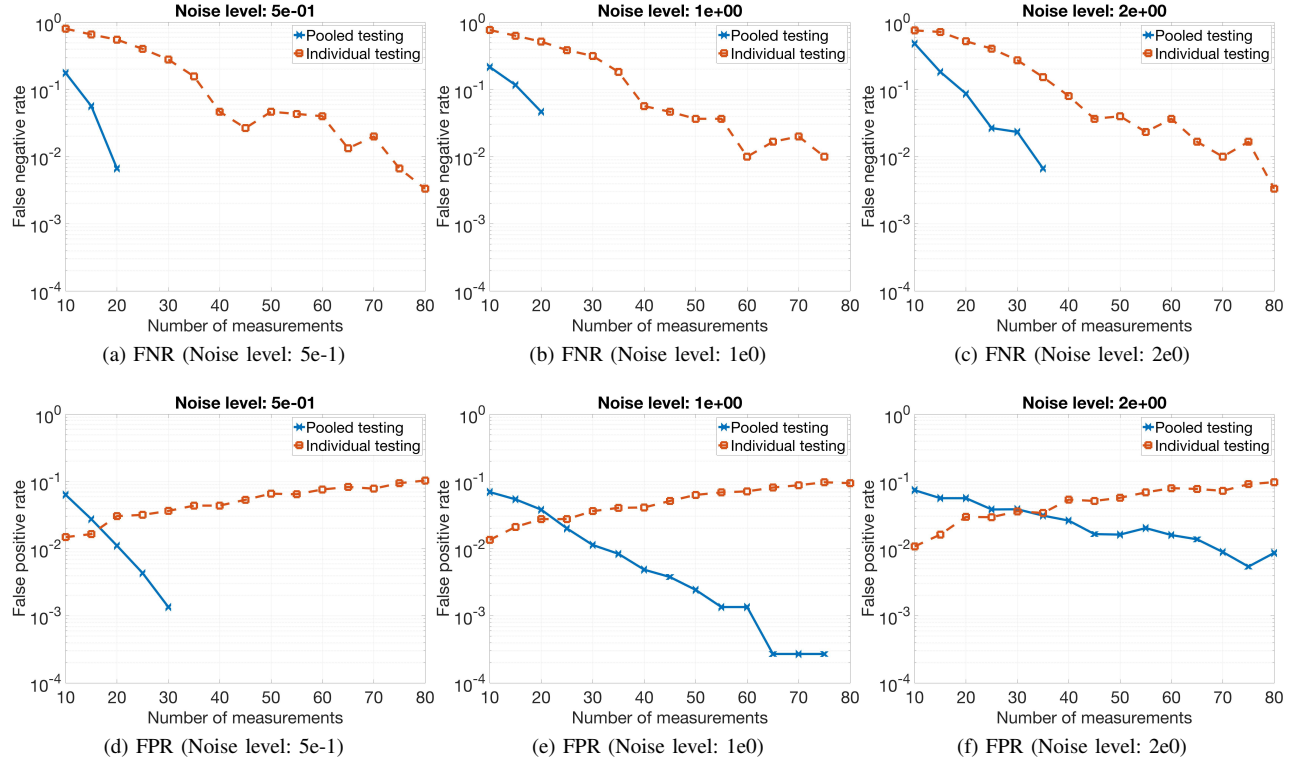 Noise level: 5e-01
Pooled testing
Individual testing
False negative rate
10^0
10^-1
10^-2
10^-3
10^-4
10 20 30 40 50 60 70 80
Number of measurements
(a) FNR (Noise level: 5e-1)
Noise level: 1e+00
Pooled testing
Individual testing
False negative rate
10^0
10^-1
10^-2
10^-3
10^-4
10 20 30 40 50 60 70 80
Number of measurements
(b) FNR (Noise level: 1e0)
Noise level: 2e+00
Pooled testing
Individual testing
False negative rate
10^0
10^-1
10^-2
10^-3
10^-4
10 20 30 40 50 60 70 80
Number of measurements
(c) FNR (Noise level: 2e0)
Noise level: 5e-01
Pooled testing
Individual testing
False positive rate
10^0
10^-1
10^-2
10^-3
10^-4
10 20 30 40 50 60 70 80
Number of measurements
(d) FPR (Noise level: 5e-1)
Noise level: 1e+00
Pooled testing
Individual testing
False positive rate
10^0
10^-1
10^-2
10^-3
10^-4
10 20 30 40 50 60 70 80
Number of measurements
(e) FPR (Noise level: 1e0)
Noise level: 2e+00
Pooled testing
Individual testing
False positive rate
10^0
10^-1
10^-2
10^-3
10^-4
10 20 30 40 50 60 70 80
Number of measurements
(f) FPR (Noise level: 2e0)